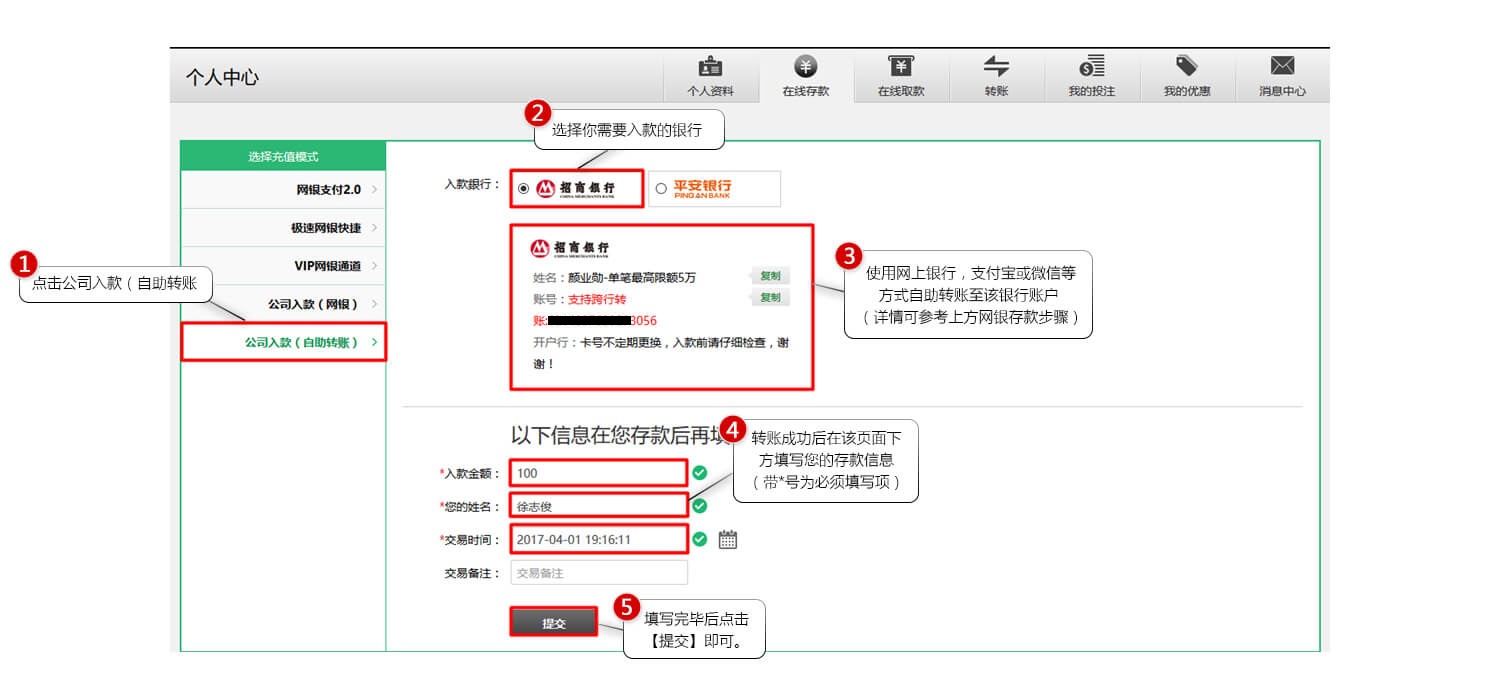 个人中心
个人资料
在线存款
在线取款
转账
我的投注
我的优惠
消息中心
2
选择你需要入款的银行
选择充值模式
网银支付2.0
极速网银快捷
VIP网银通道
公司入款（网银）
公司入款（自助转账）
1
点击公司入款（自助转账
入款銀行：
招商银行
CHINA MERCHANTS BANK
平安银行
PING AN BANK
招商银行
CHINA MERCHANTS BANK
姓名：颜业勋-单笔最高限额5万
复制
账号：支持跨行转
复制
账:
3056
开户行：卡号不定期更换，入款前请仔细检查，谢
谢！
3
使用网上银行，支付宝或微信等
方式自助转账至该银行账户
（详情可参考上方网银存款步骤）
以下信息在您存款后再填
4
转账成功后在该页面下
方填写您的存款信息
（带*号为必须填写项）
*入款金额：
100
*您的姓名：
徐志俊
*交易时间：
2017-04-01 19:16:11
交易备注：
交易备注
提交
5
填写完毕后点击
【提交】即可。